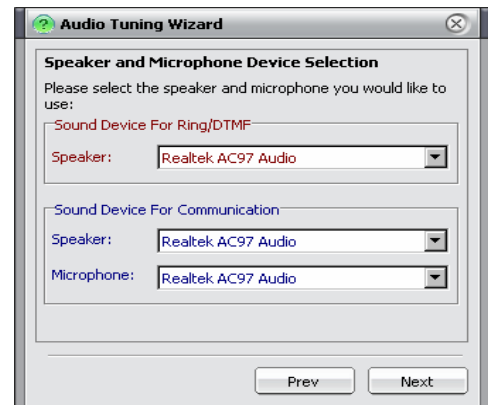 Audio Tuning Wizard
Speaker and Microphone Device Selection
Please select the speaker and microphone you would like to
use:
Sound Device For Ring/DTMF
Speaker: Realtek AC97 Audio
Sound Device For Communication
Speaker: Realtek AC97 Audio
Microphone: Realtek AC97 Audio
Prev Next